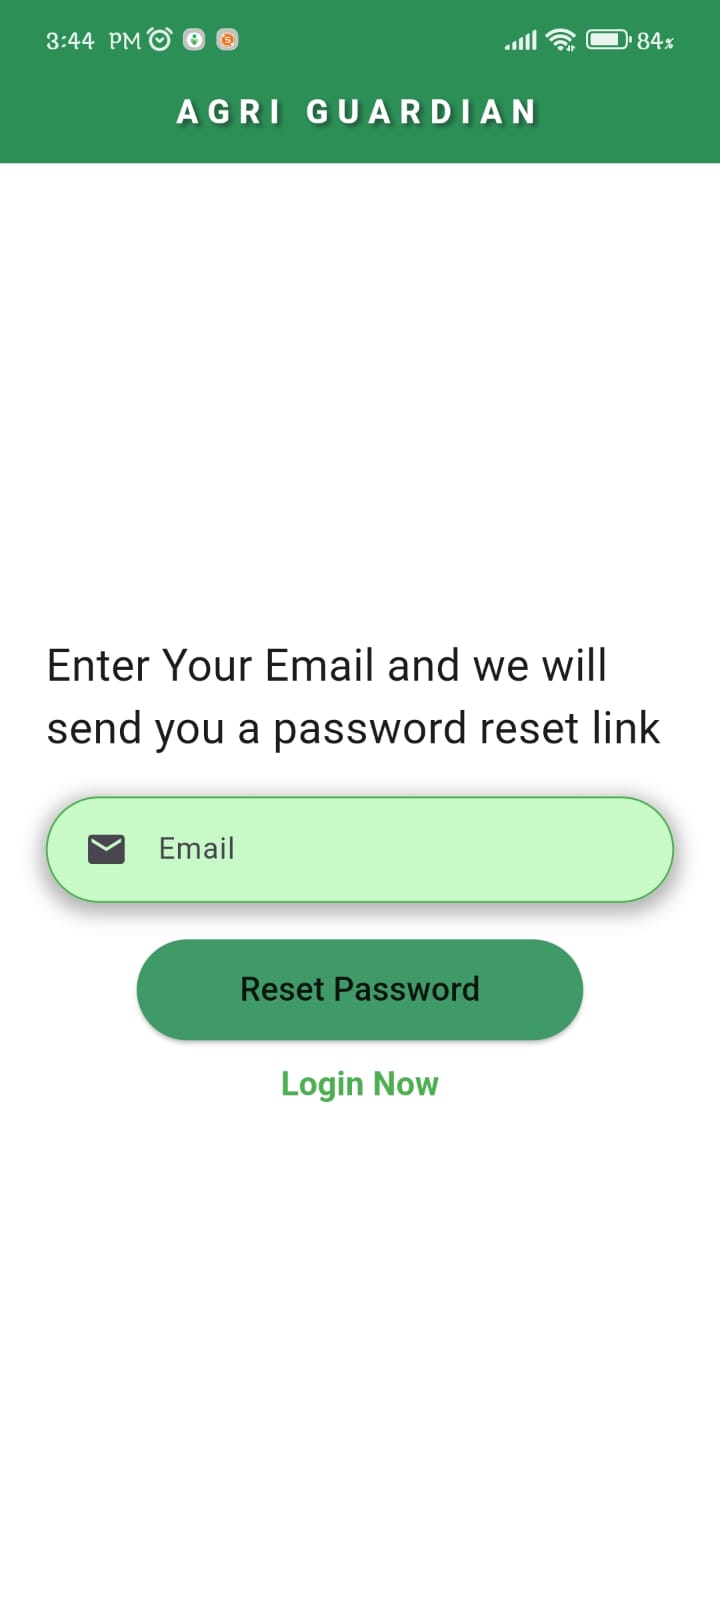 3:44 PM 84%
AGRI GUARDIAN
Enter Your Email and we will
send you a password reset link
Email
Reset Password
Login Now